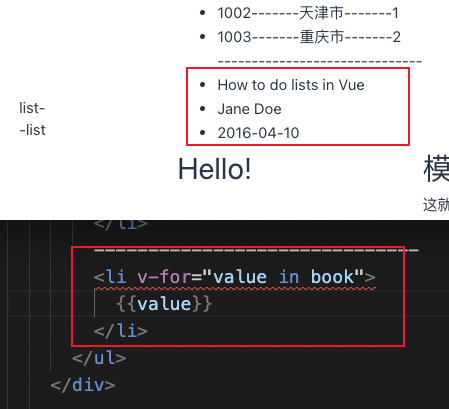 1002-------天津市-------1
1003-------重庆市-------2
------------------------------
How to do lists in Vue
list-
Jane Doe
-list
2016-04-10
Hello!
模
这就
</li>
------------------------------
<li v-for="value in book">
{{value}}
</li>
</ul>
</div>